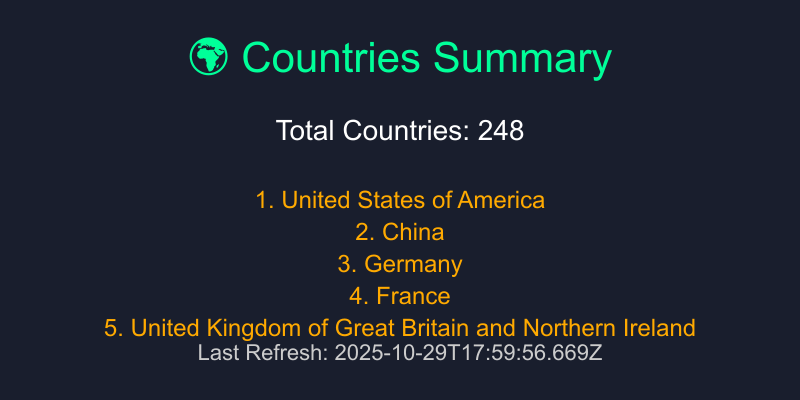 🌍 Countries Summary
Total Countries: 248
1. United States of America
2. China
3. Germany
4. France
5. United Kingdom of Great Britain and Northern Ireland
Last Refresh: 2025-10-29T17:59:56.669Z